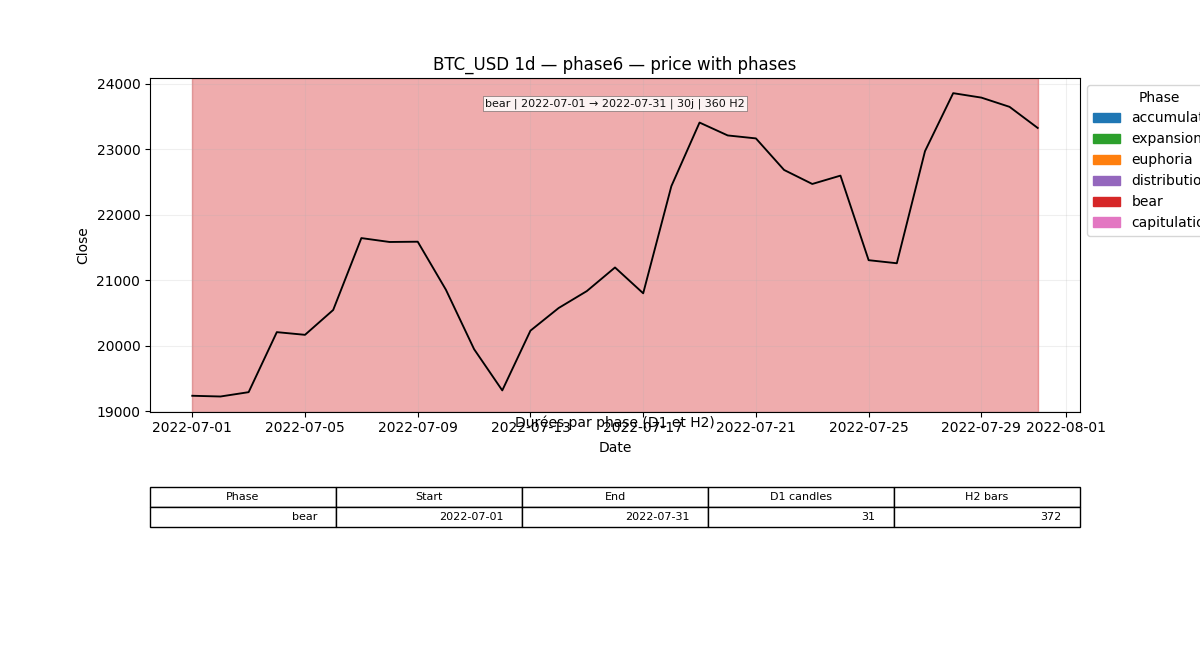 BTC_USD 1d — phase6 — price with phases
24000
23000
22000
21000
20000
19000
Close
bear | 2022-07-01 → 2022-07-31 | 30j | 360 H2
Phase
accumulat
expansion
euphoria
distributio
bear
capitulatio
2022-07-01 2022-07-05 2022-07-09 2022-07-13 2022-07-17 2022-07-21 2022-07-25 2022-07-29 2022-08-01
Durées par phase (D1 et H2)
Date
Phase Start End D1 candles H2 bars
bear 2022-07-01 2022-07-31 31 372